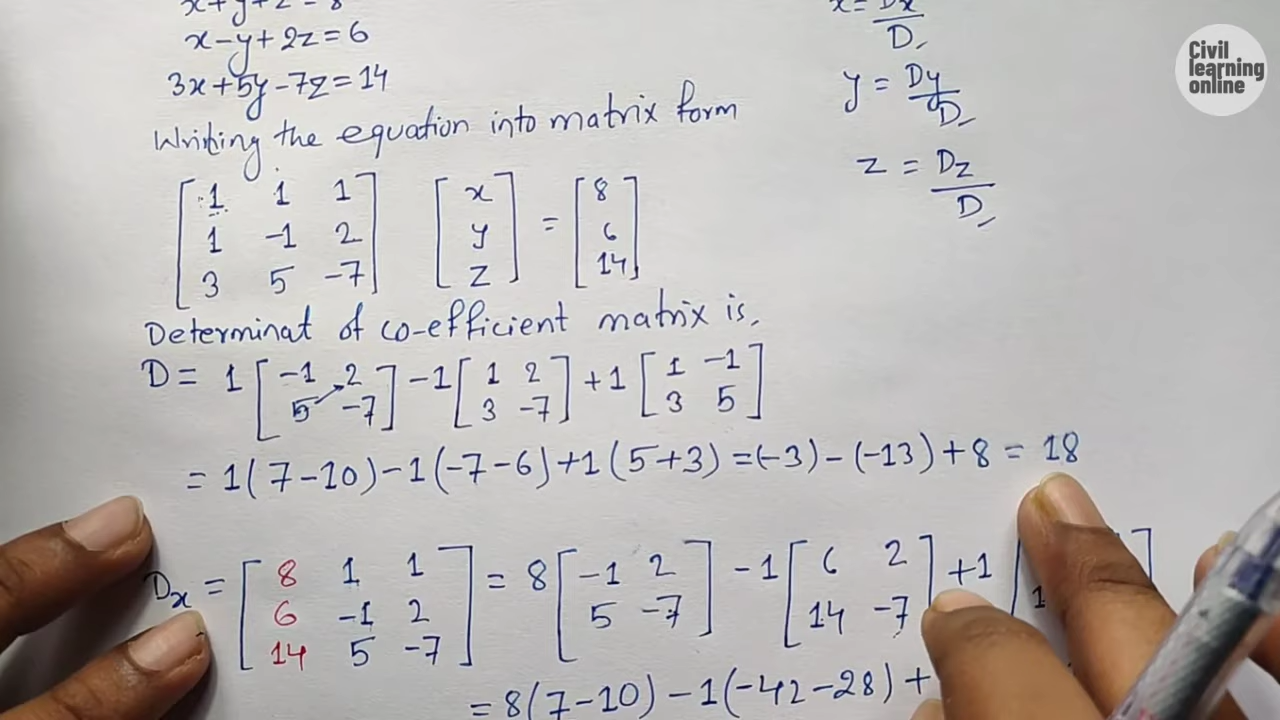 x+y+z=8
x-y+2z=6
3x+5y-7z=14
Writing the equation into matrix form
[1 1 1] [x] [8]
[1 -1 2] [y] = [6]
[3 5 -7] [z] [14]
Determinat of co-efficient matrix is,
D= 1 [-1 2] -1 [1 2] +1 [1 -1]
[5 -7] [3 -7] [3 5]
= 1(7-10)-1(-7-6)+1(5+3)=(-3)-(-13)+8=18
[8 1 1] = 8 [-1 2] -1 [6 2] +1 [
Dx = [6 -1 2] [5 -7] [14 -7] [1
[14 5 -7]
=8(7-10)-1(-42-28)+
x = Dx/D
y = Dy/D
z = Dz/D
Civil
learning
online